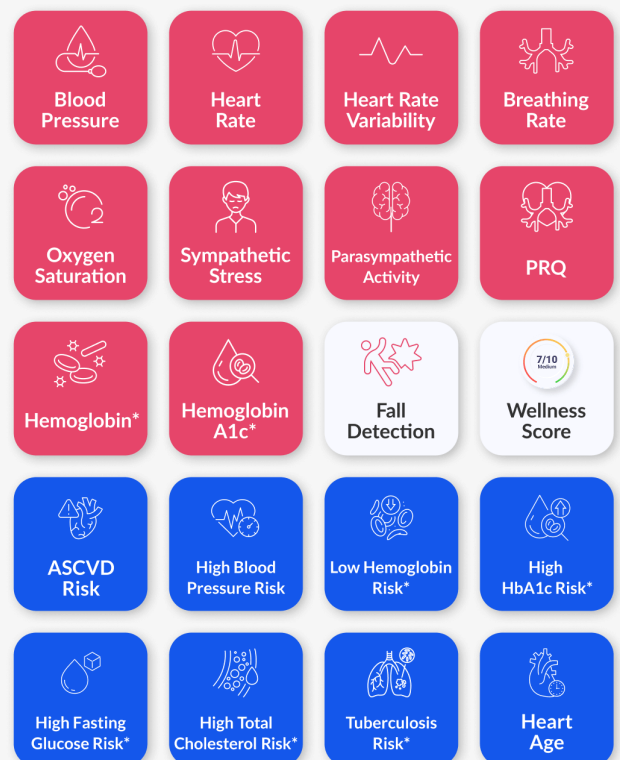 Blood
Pressure
Heart
Rate
Heart Rate
Variability
Breathing
Rate
2
Oxygen
Saturation
Sympathetic
Stress
Parasympathetic
Activity
PRQ
Hemoglobin*
Hemoglobin
A1c*
Fall
Detection
7/10
Medium
Wellness
Score
ASCVD
Risk
High Blood
Pressure Risk
Low Hemoglobin
Risk*
High
HbA1c Risk*
High Fasting
Glucose Risk*
High Total
Cholesterol Risk*
Tuberculosis
Risk*
Heart
Age